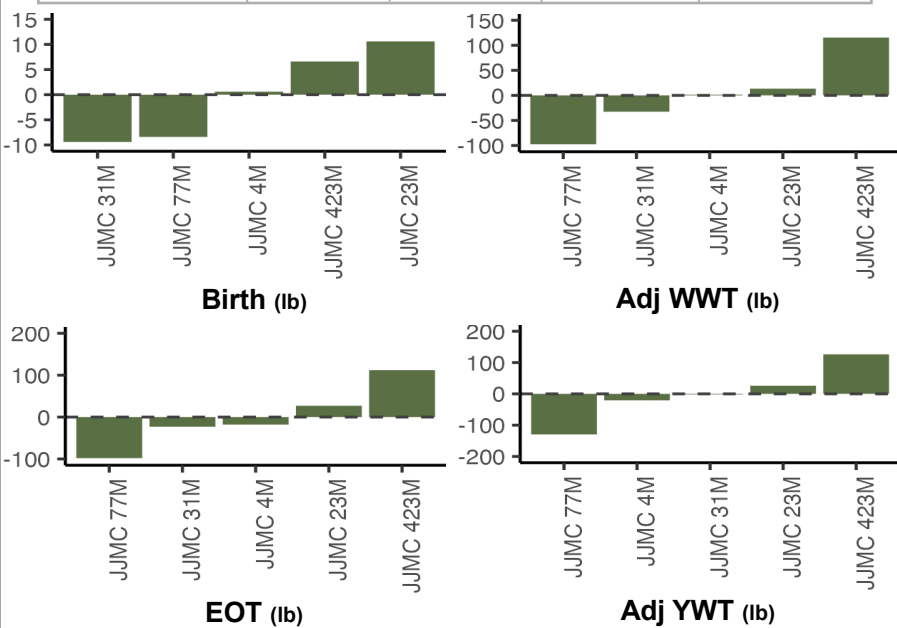 15
10
5
0
-5
-10
JJMC 31M
JJMC 77M
JJMC 4M
JJMC 423M
JJMC 23M
Birth (lb)
150
100
50
0
-50
-100
JJMC 77M
JJMC 31M
JJMC 4M
JJMC 23M
JJMC 423M
Adj WWT (lb)
200
100
0
-100
JJMC 77M
JJMC 31M
JJMC 4M
JJMC 23M
JJMC 423M
EOT (lb)
200
100
0
-100
-200
JJMC 77M
JJMC 4M
JJMC 31M
JJMC 23M
JJMC 423M
Adj YWT (lb)